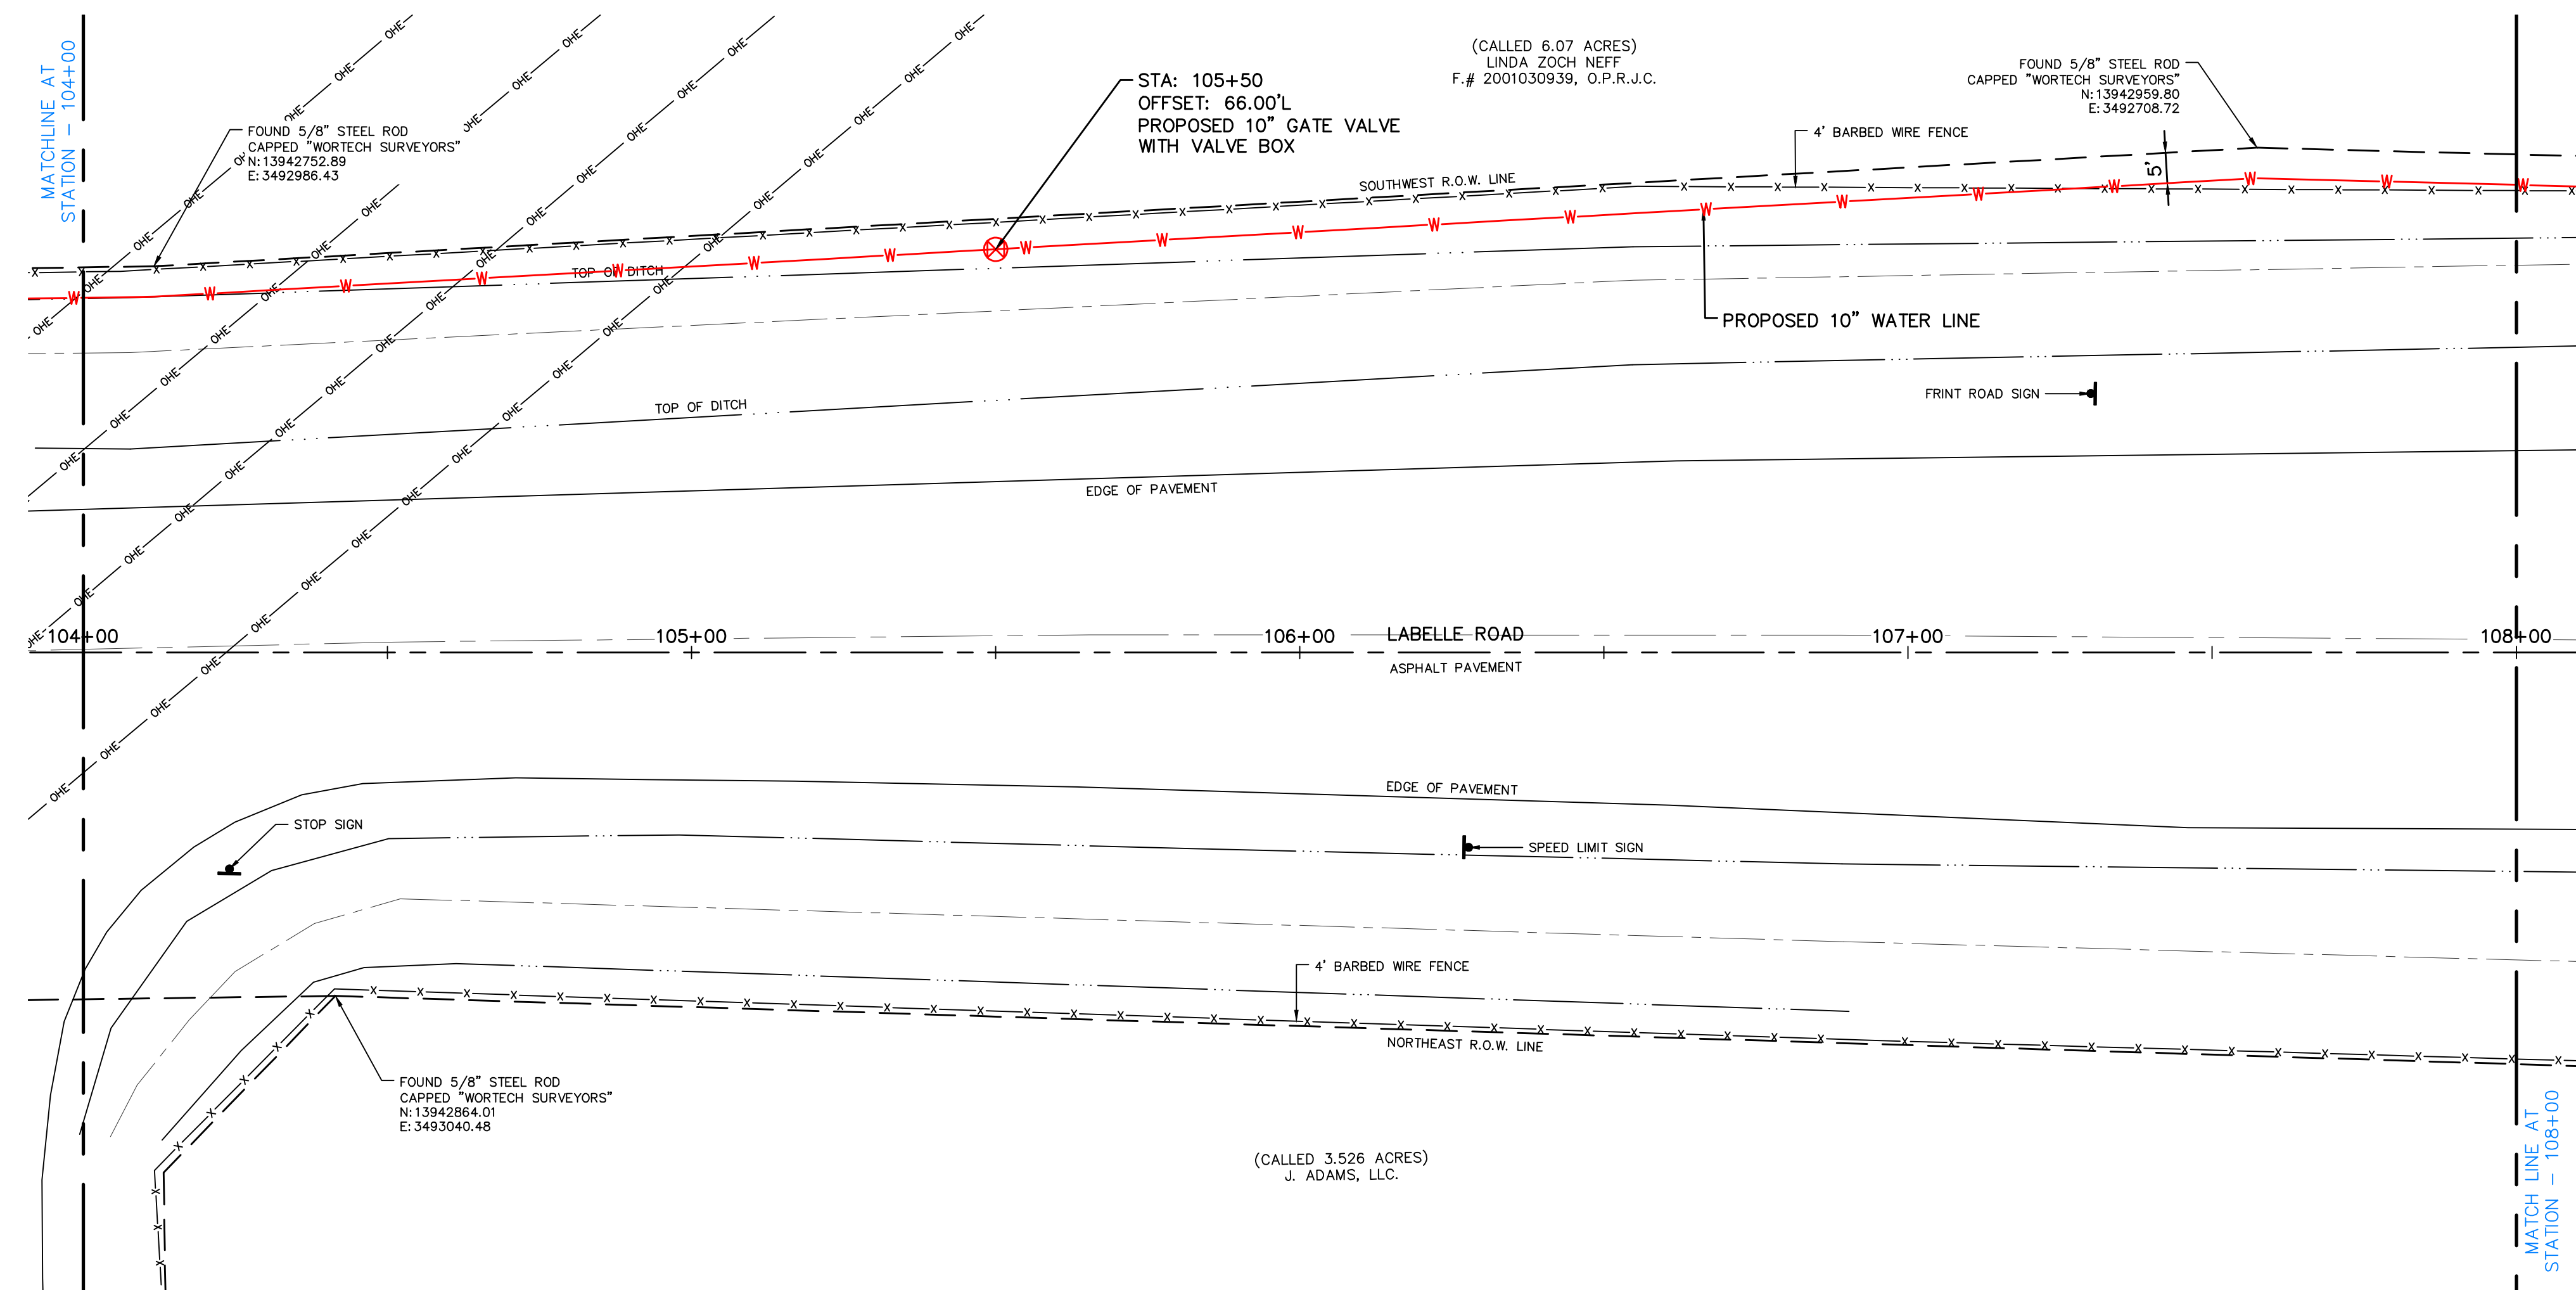 MATCHLINE AT
STATION - 104+00
FOUND 5/8" STEEL ROD
CAPPED "WORTECH SURVEYORS"
N:13942752.89
E:3492986.43
STA: 105+50
OFFSET: 66.00'L
PROPOSED 10" GATE VALVE
WITH VALVE BOX
(CALLED 6.07 ACRES)
LINDA ZOCH NEFF
F.# 2001030939, O.P.R.J.C.
FOUND 5/8" STEEL ROD
CAPPED "WORTECH SURVEYORS"
N:13942959.80
E:3492708.72
4' BARBED WIRE FENCE
5'
SOUTHWEST R.O.W. LINE
TOP OF DITCH
PROPOSED 10" WATER LINE
TOP OF DITCH
FRINT ROAD SIGN
EDGE OF PAVEMENT
104+00
105+00
106+00
LABELLE ROAD
107+00
108+00
ASPHALT PAVEMENT
EDGE OF PAVEMENT
STOP SIGN
SPEED LIMIT SIGN
4' BARBED WIRE FENCE
NORTHEAST R.O.W. LINE
FOUND 5/8" STEEL ROD
CAPPED "WORTECH SURVEYORS"
N:13942864.01
E:3493040.48
(CALLED 3.526 ACRES)
J. ADAMS, LLC.
MATCH LINE AT
STATION - 108+00
OHE
OHE
OHE
OHE
W
W
W
X
X
X